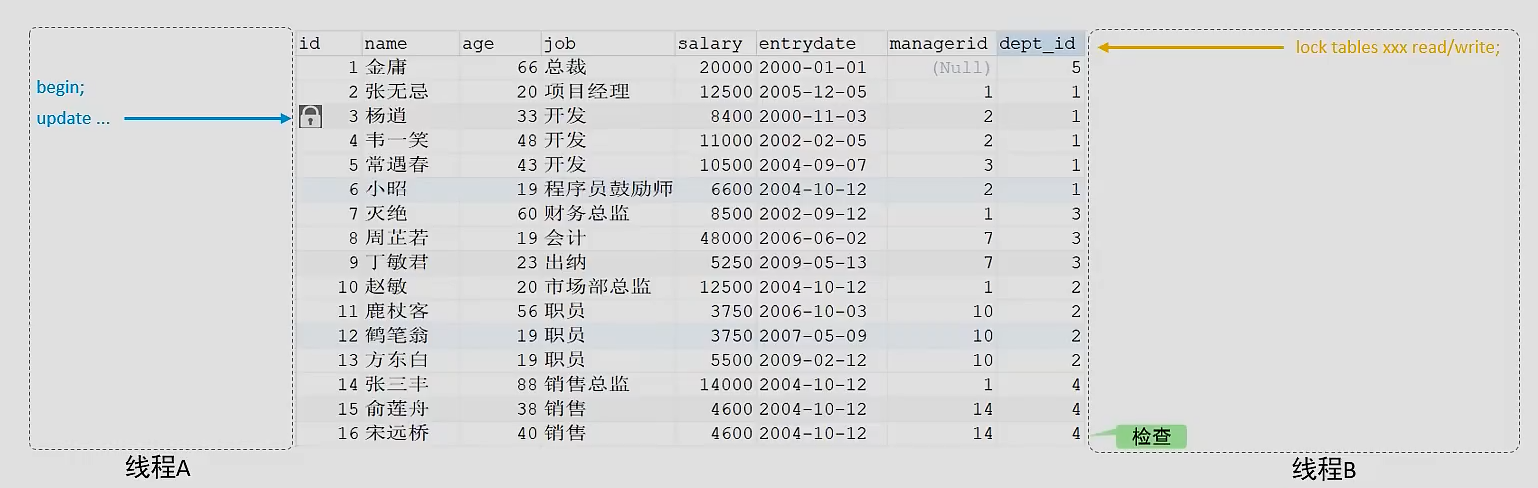 id name age job salary entrydate managerid dept_id
lock tables xxx read/write;
1 金庸 66 总裁 20000 2000-01-01 (Null) 5
begin;
2 张无忌 20 项目经理 12500 2005-12-05 1 1
update ...
3 杨逍 33 开发 8400 2000-11-03 2 1
4 韦一笑 48 开发 11000 2002-02-05 2 1
5 常遇春 43 开发 10500 2004-09-07 3 1
6 小昭 19 程序员鼓励师 6600 2004-10-12 2 1
7 灭绝 60 财务总监 8500 2002-09-12 1 3
8 周芷若 19 会计 48000 2006-06-02 7 3
9 丁敏君 23 出纳 5250 2009-05-13 7 3
10 赵敏 20 市场部总监 12500 2004-10-12 1 2
11 鹿杖客 56 职员 3750 2006-10-03 10 2
12 鹤笔翁 19 职员 3750 2007-05-09 10 2
13 方东白 19 职员 5500 2009-02-12 10 2
14 张三丰 88 销售总监 14000 2004-10-12 1 4
15 俞莲舟 38 销售 4600 2004-10-12 14 4
16 宋远桥 40 销售 4600 2004-10-12 14 4
检查
线程A
线程B